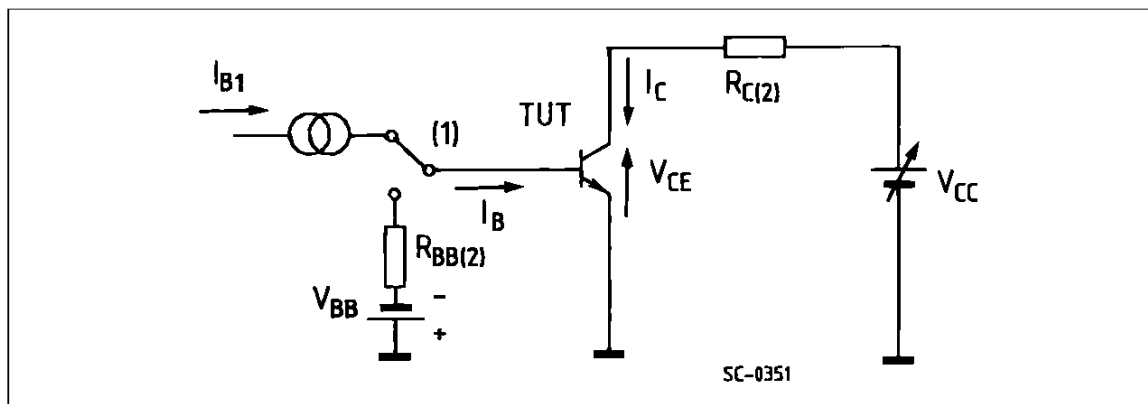 I_B1
(1)
TUT
I_C
R_C(2)
V_CE
V_CC
I_B
R_BB(2)
V_BB
−
+
SC-0351